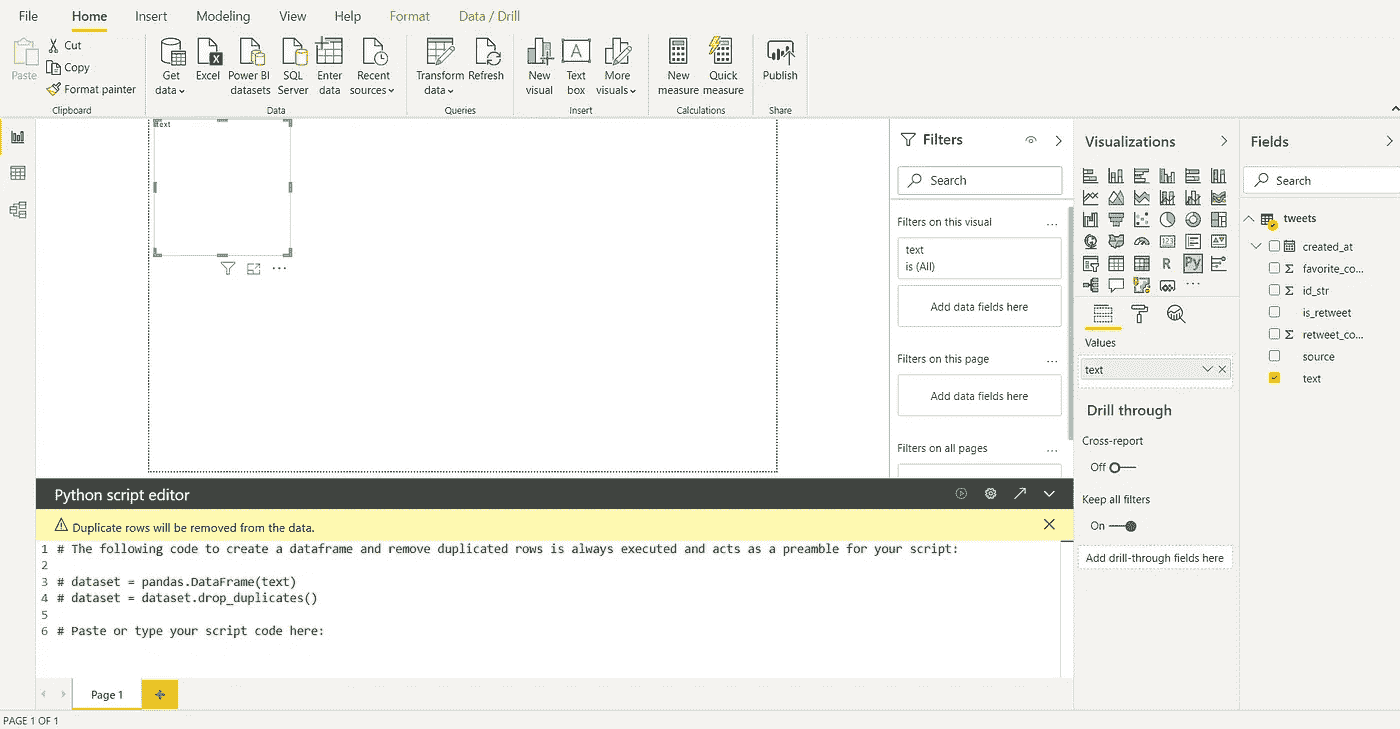 File Home Insert Modeling View Help Format Data / Drill
Paste
Cut
Copy
Format painter
Clipboard
Get data
Excel
Power BI datasets
SQL Server
Enter data
Recent sources
Data
Transform data
Refresh
Queries
New visual
Text box
More visuals
Insert
New measure
Quick measure
Calculations
Publish
Share
text
Filters
Search
Filters on this visual
text
is (All)
Add data fields here
Filters on this page
Add data fields here
Filters on all pages
Visualizations
123
R
Py
Values
text
Drill through
Cross-report
Off
Keep all filters
On
Add drill-through fields here
Fields
Search
tweets
created_at
favorite_co...
id_str
is_retweet
retweet_co...
source
text
Python script editor
Duplicate rows will be removed from the data.
1 # The following code to create a dataframe and remove duplicated rows is always executed and acts as a preamble for your script:
2
3 # dataset = pandas.DataFrame(text)
4 # dataset = dataset.drop_duplicates()
5
6 # Paste or type your script code here:
Page 1
PAGE 1 OF 1